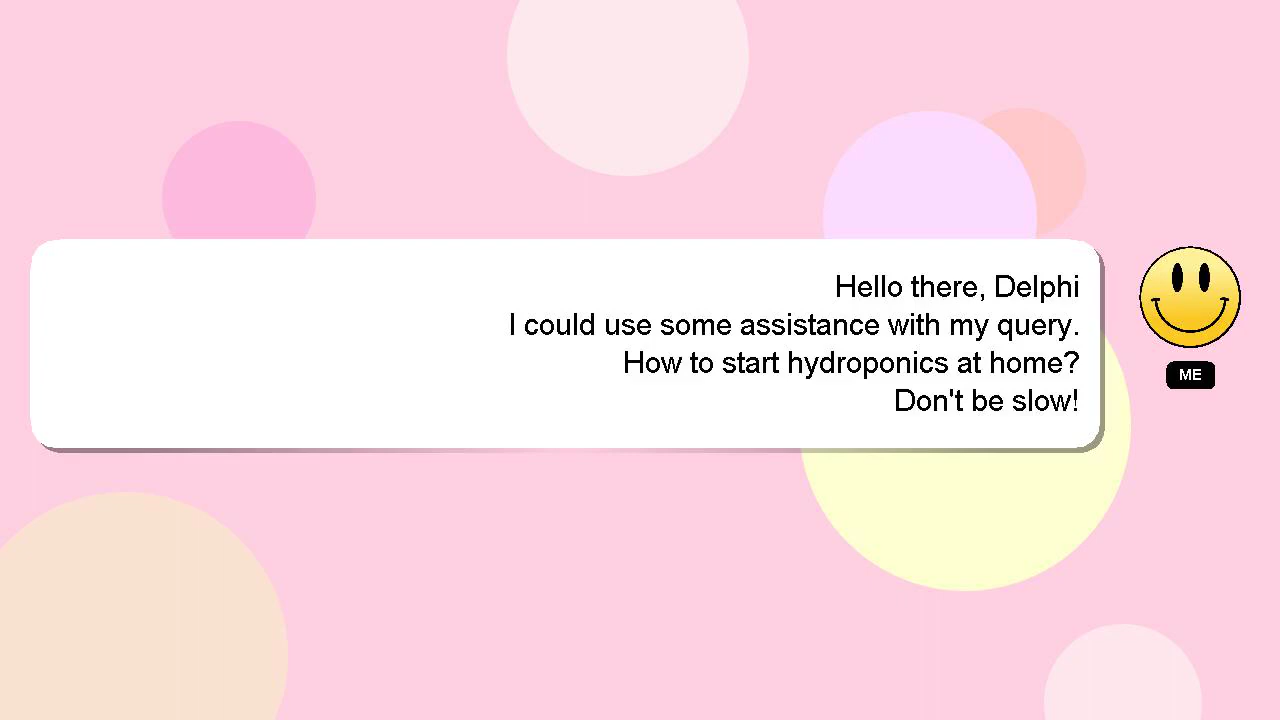 Hello there, Delphi
I could use some assistance with my query.
How to start hydroponics at home?
Don't be slow!
ME